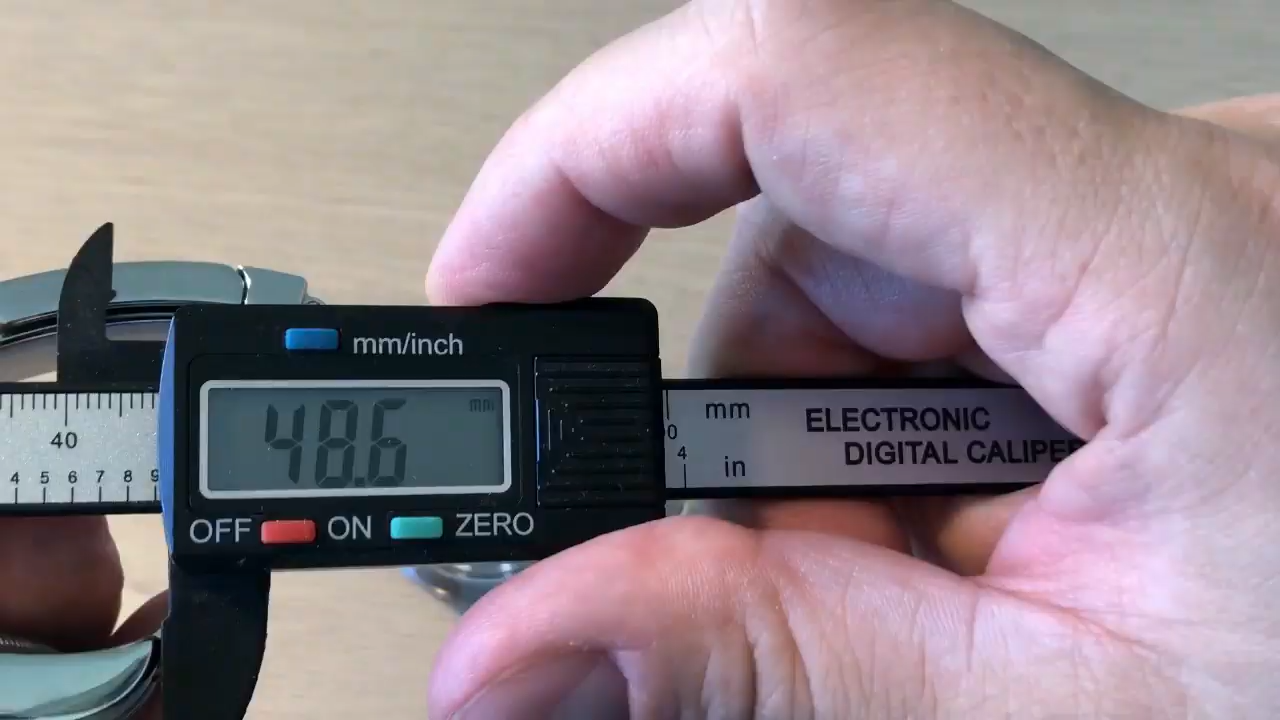 mm/inch
48.6 mm
OFF ON ZERO
40
4 5 6 7 8 9
0 mm
4 in
ELECTRONIC
DIGITAL CALIPER